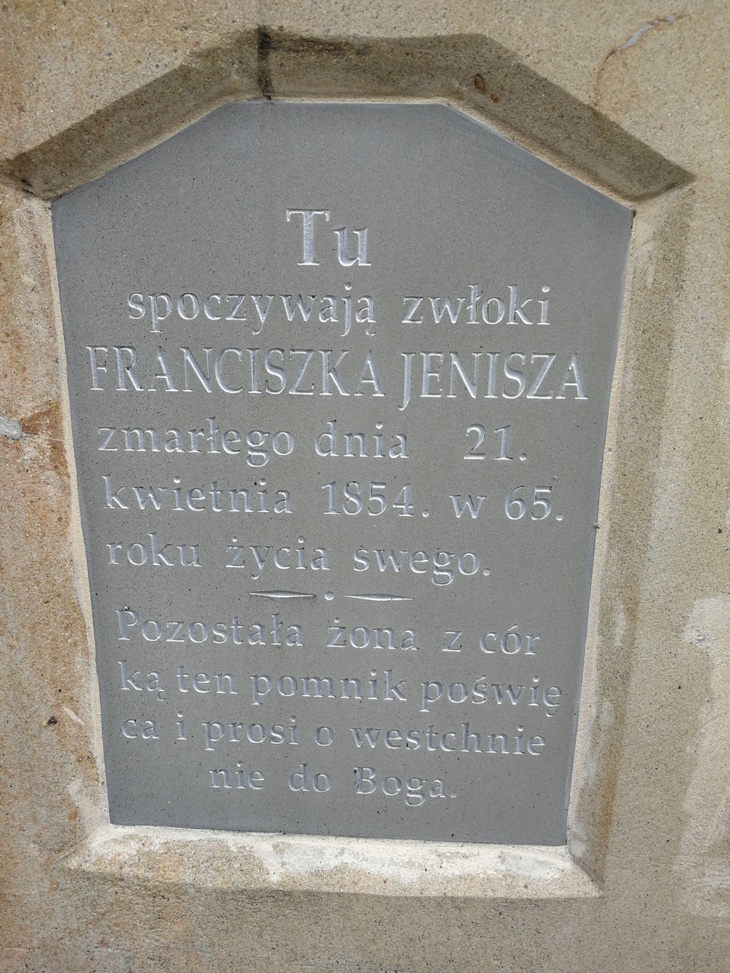 Tu
spoczywają zwłoki
FRANCISZKA JENISZA
zmarłego dnia 21.
kwietnia 1854. w 65.
roku życia swego.
Pozostała żona z cór
ką ten pomnik poświę
ca i prosi o westchnie
nie do Boga.